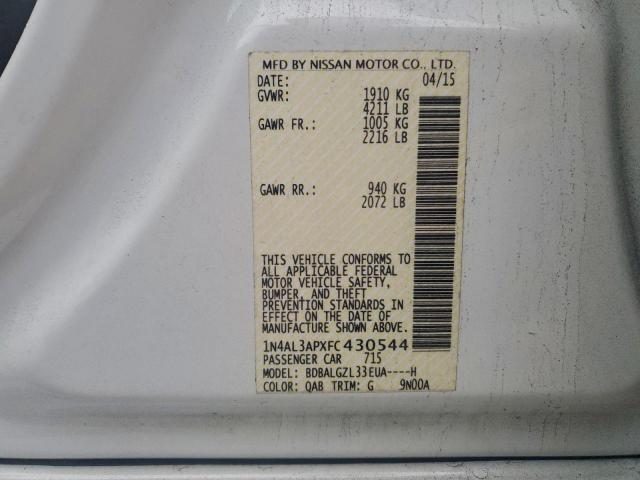 MFD BY NISSAN MOTOR CO., LTD.
DATE: 04/15
GVWR: 1910 KG
4211 LB
GAWR FR.: 1005 KG
2216 LB
GAWR RR.: 940 KG
2072 LB
THIS VEHICLE CONFORMS TO
ALL APPLICABLE FEDERAL
MOTOR VEHICLE SAFETY,
BUMPER, AND THEFT
PREVENTION STANDARDS IN
EFFECT ON THE DATE OF
MANUFACTURE SHOWN ABOVE.
1N4AL3APXFC430544
PASSENGER CAR 715
MODEL: BDBALGZL33EUA----H
COLOR: QAB TRIM: G 9N00A